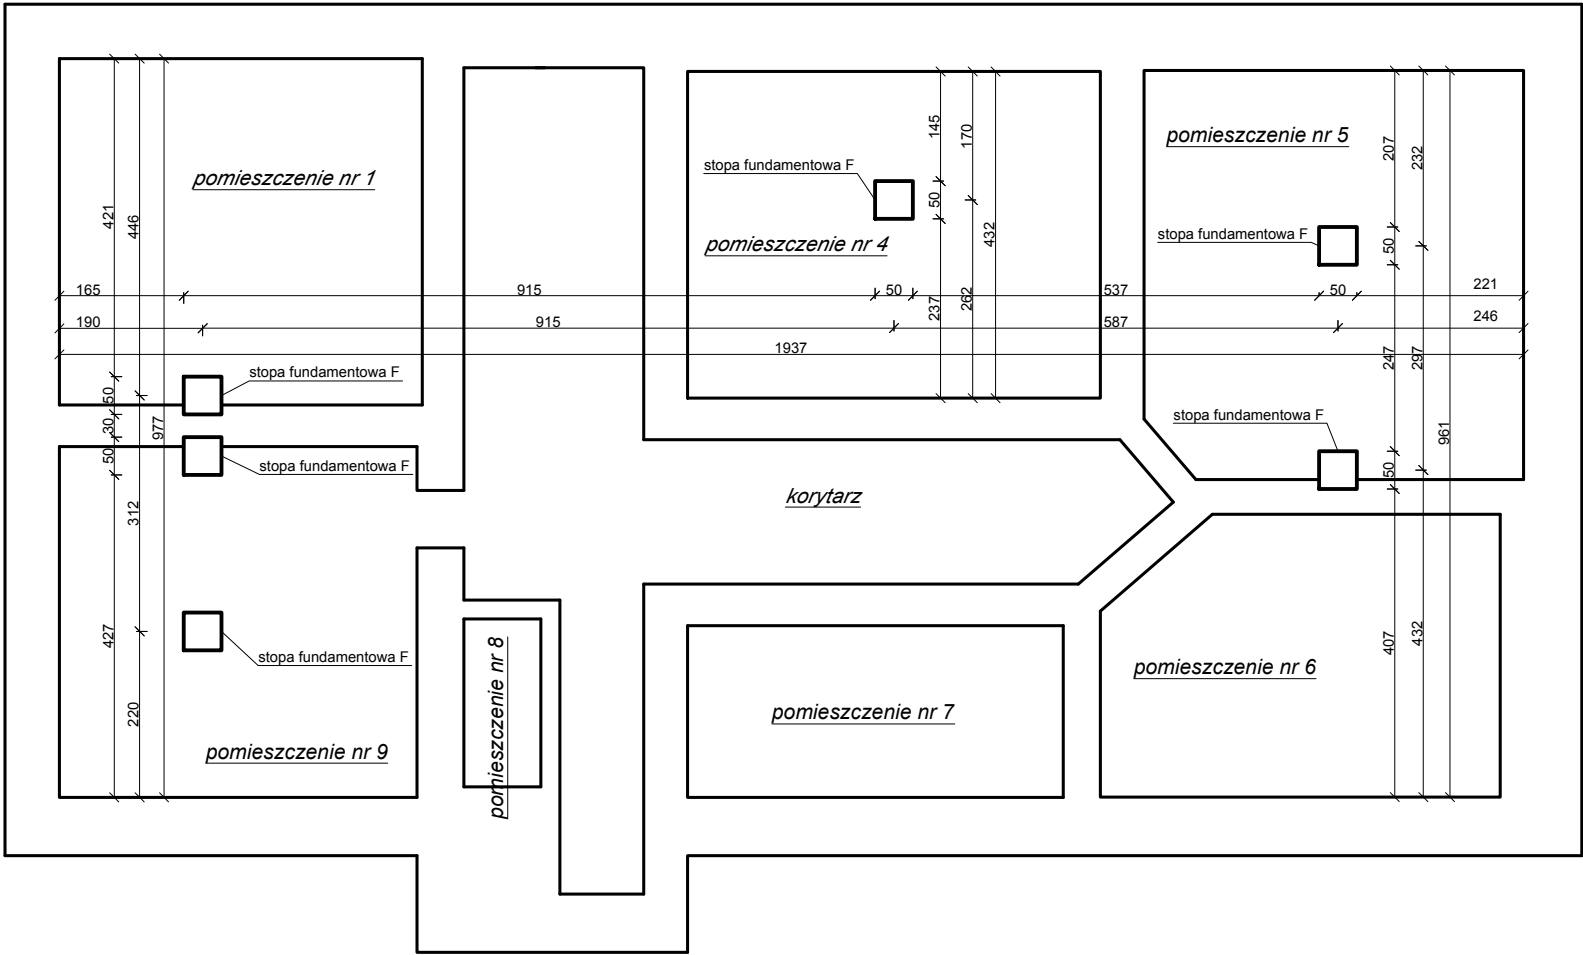 145
170
pomieszczenie nr 5
207
232
stopa fundamentowa F
pomieszczenie nr 1
421
446
50
432
pomieszczenie nr 4
stopa fundamentowa F
50
165
915
50
537
50
221
237
262
190
915
587
246
1937
247
297
stopa fundamentowa F
50
30
50
977
stopa fundamentowa F
stopa fundamentowa F
961
50
korytarz
312
427
stopa fundamentowa F
220
pomieszczenie nr 9
pomieszczenie nr 8
pomieszczenie nr 7
pomieszczenie nr 6
407
432